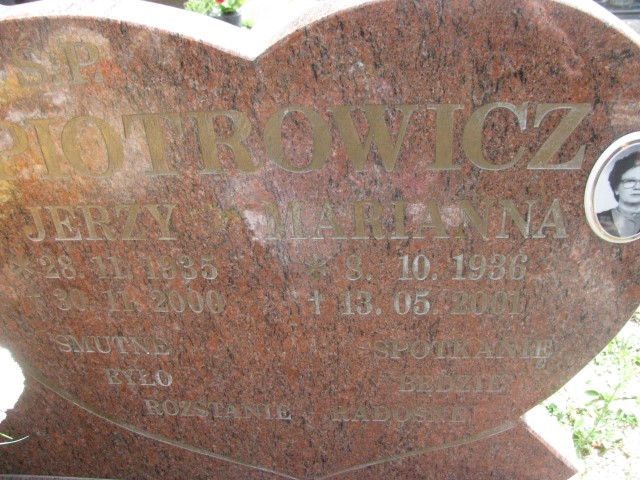 Ś.P.
PIOTROWICZ
JERZY * MARIANNA
* 28. 11. 1935 * 8. 10. 1936
† 30. 11. 2000 † 13. 05. 2001
SMUTNE SPOTKANIE
BYŁO BĘDZIE
ROZSTANIE RADOSNE